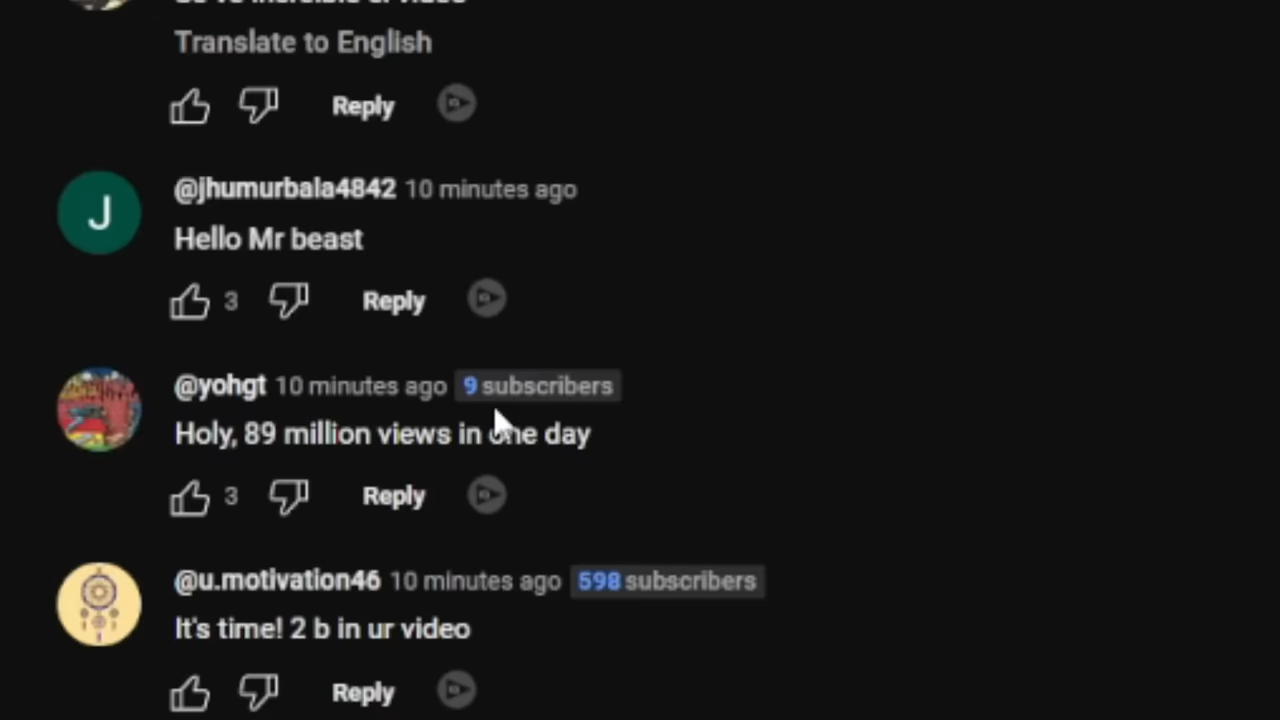 video
Translate to English
Reply
J
@jhumurbala4842 10 minutes ago
Hello Mr beast
3 Reply
@yohgt 10 minutes ago 9 subscribers
Holy, 89 million views in one day
3 Reply
@u.motivation46 10 minutes ago 598 subscribers
It's time! 2 b in ur video
Reply